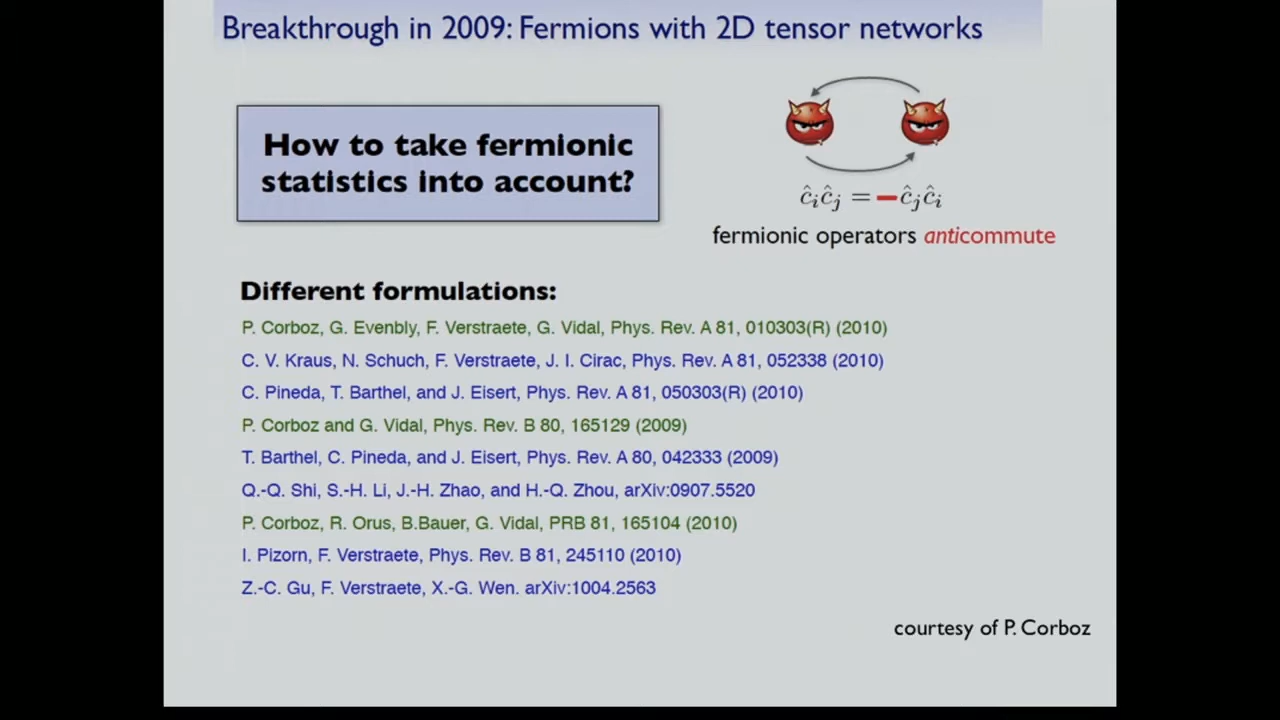 Breakthrough in 2009: Fermions with 2D tensor networks
How to take fermionic
statistics into account?
ĉᵢĉⱼ = −ĉⱼĉᵢ
fermionic operators anticommute
Different formulations:
P. Corboz, G. Evenbly, F. Verstraete, G. Vidal, Phys. Rev. A 81, 010303(R) (2010)
C. V. Kraus, N. Schuch, F. Verstraete, J. I. Cirac, Phys. Rev. A 81, 052338 (2010)
C. Pineda, T. Barthel, and J. Eisert, Phys. Rev. A 81, 050303(R) (2010)
P. Corboz and G. Vidal, Phys. Rev. B 80, 165129 (2009)
T. Barthel, C. Pineda, and J. Eisert, Phys. Rev. A 80, 042333 (2009)
Q.-Q. Shi, S.-H. Li, J.-H. Zhao, and H.-Q. Zhou, arXiv:0907.5520
P. Corboz, R. Orus, B.Bauer, G. Vidal, PRB 81, 165104 (2010)
I. Pizorn, F. Verstraete, Phys. Rev. B 81, 245110 (2010)
Z.-C. Gu, F. Verstraete, X.-G. Wen. arXiv:1004.2563
courtesy of P. Corboz